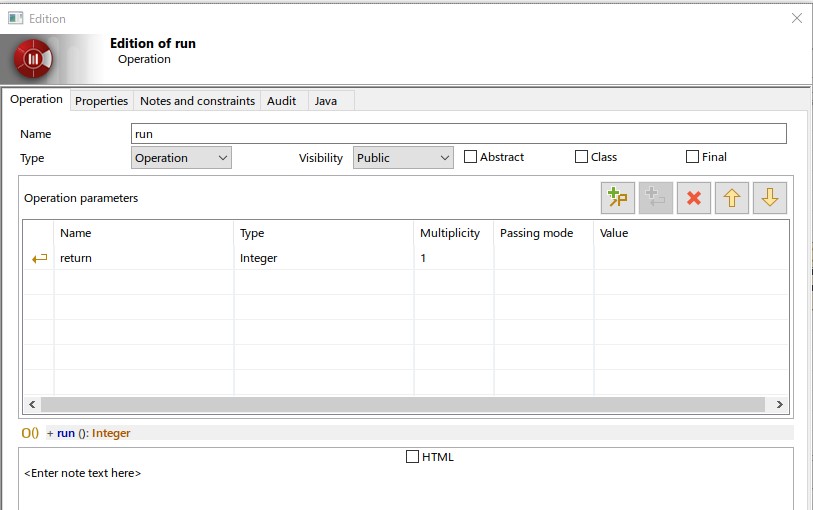 Edition
Edition of run
Operation
Operation Properties Notes and constraints Audit Java
Name run
Type Operation Visibility Public Abstract Class Final
Operation parameters
Name Type Multiplicity Passing mode Value
return Integer 1
O() + run (): Integer
HTML
<Enter note text here>